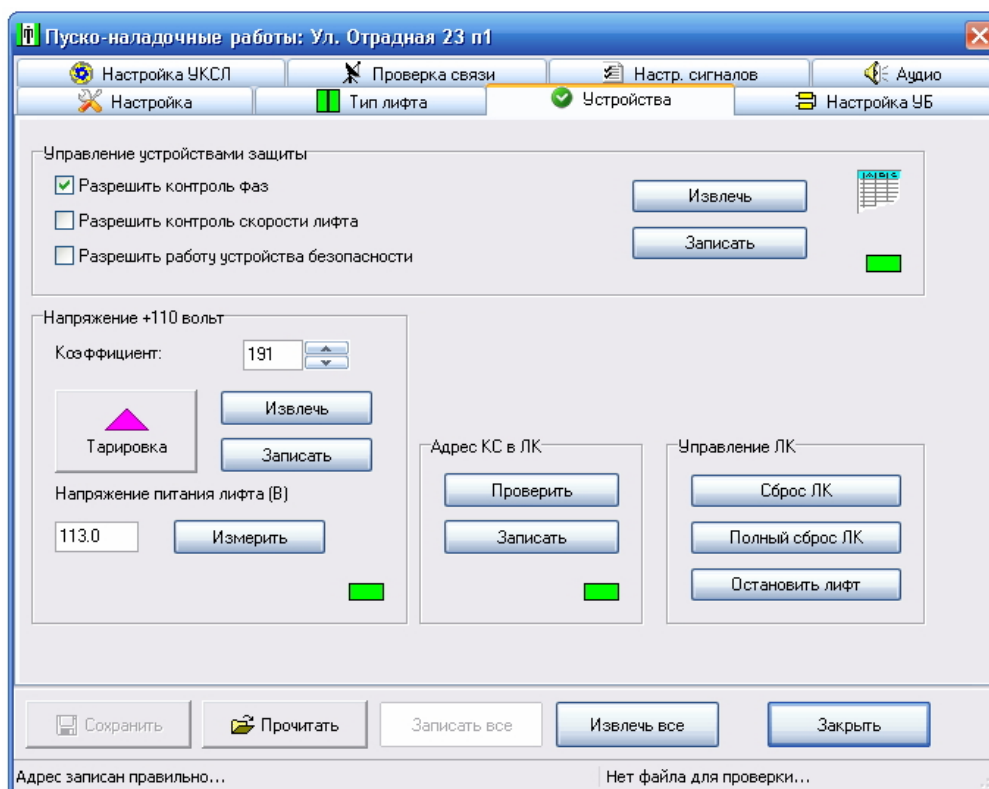 Пуско-наладочные работы: Ул. Отрадная 23 п1
Настройка УКСЛ
Проверка связи
Настр. сигналов
Аудио
Настройка
Тип лифта
Устройства
Настройка УБ
Управление устройствами защиты
Разрешить контроль фаз
Разрешить контроль скорости лифта
Разрешить работу устройства безопасности
Извлечь
Записать
Напряжение +110 вольт
Коэффициент:
191
Тарировка
Извлечь
Записать
Напряжение питания лифта (В)
113.0
Измерить
Адрес КС в ЛК
Проверить
Записать
Управление ЛК
Сброс ЛК
Полный сброс ЛК
Остановить лифт
Сохранить
Прочитать
Записать все
Извлечь все
Закрыть
Адрес записан правильно...
Нет файла для проверки...